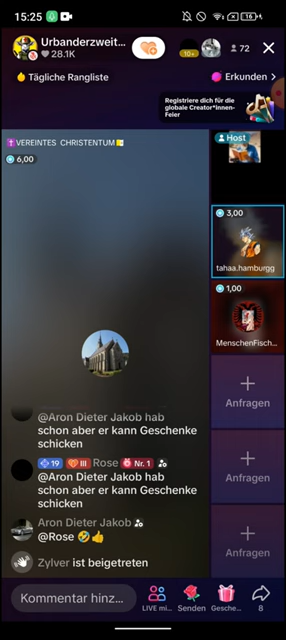 15:25
16
Urbanderzweit...
28.1K
10+
72
Tägliche Rangliste
Erkunden >
Registriere dich für die
globale Creator*innen-
Feier
✝️VEREINTES CHRISTENTUM🇻🇦
6,00
Host
3,00
tahaa.hamburgg
1,00
MenschenFisch...
Anfragen
Anfragen
Anfragen
@Aron Dieter Jakob hab
schon aber er kann Geschenke
schicken
19 III Rose Nr. 1
@Aron Dieter Jakob hab
schon aber er kann Geschenke
schicken
Aron Dieter Jakob
@Rose 🤣👍
Zylver ist beigetreten
Kommentar hinz...
LIVE mi...
Senden
Gesche...
8